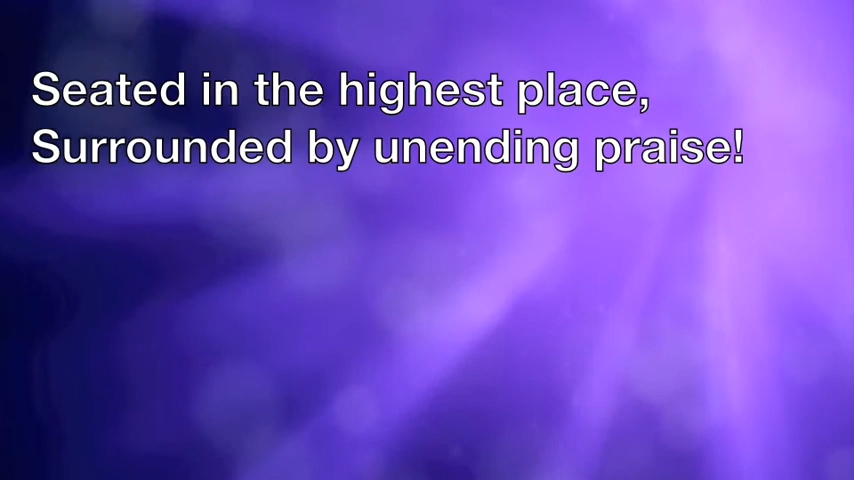 Seated in the highest place,
Surrounded by unending praise!